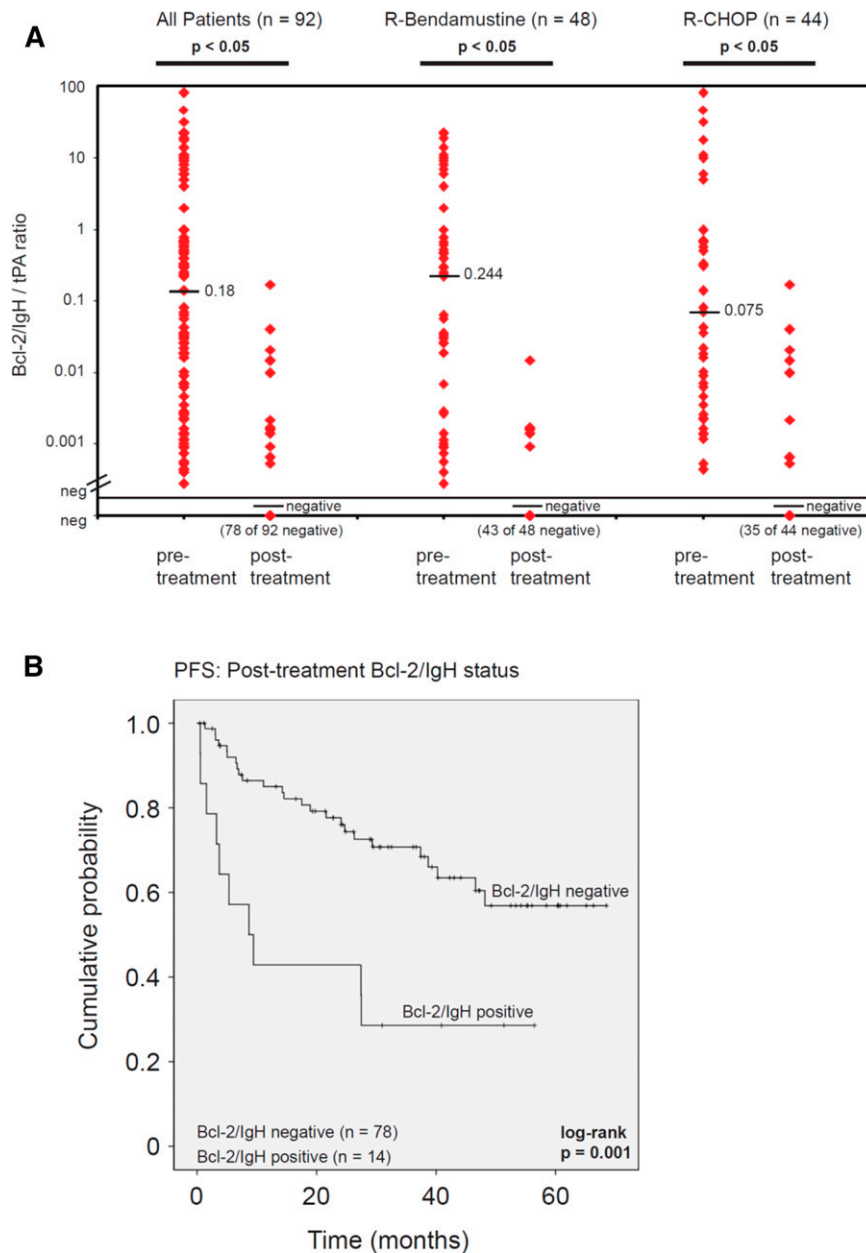 A
All Patients (n = 92)
R-Bendamustine (n = 48)
R-CHOP (n = 44)
p < 0.05
p < 0.05
p < 0.05
Bcl-2/IgH / tPA ratio
100
10
1
0.1
0.01
0.001
neg
neg
0.18
0.244
0.075
negative
negative
negative
(78 of 92 negative)
(43 of 48 negative)
(35 of 44 negative)
pre-
treatment
post-
treatment
pre-
treatment
post-
treatment
pre-
treatment
post-
treatment
B
PFS: Post-treatment Bcl-2/IgH status
Cumulative probability
1.0
0.8
0.6
0.4
0.2
0
Bcl-2/IgH negative
Bcl-2/IgH positive
Bcl-2/IgH negative (n = 78)
Bcl-2/IgH positive (n = 14)
log-rank
p = 0.001
0
20
40
60
Time (months)